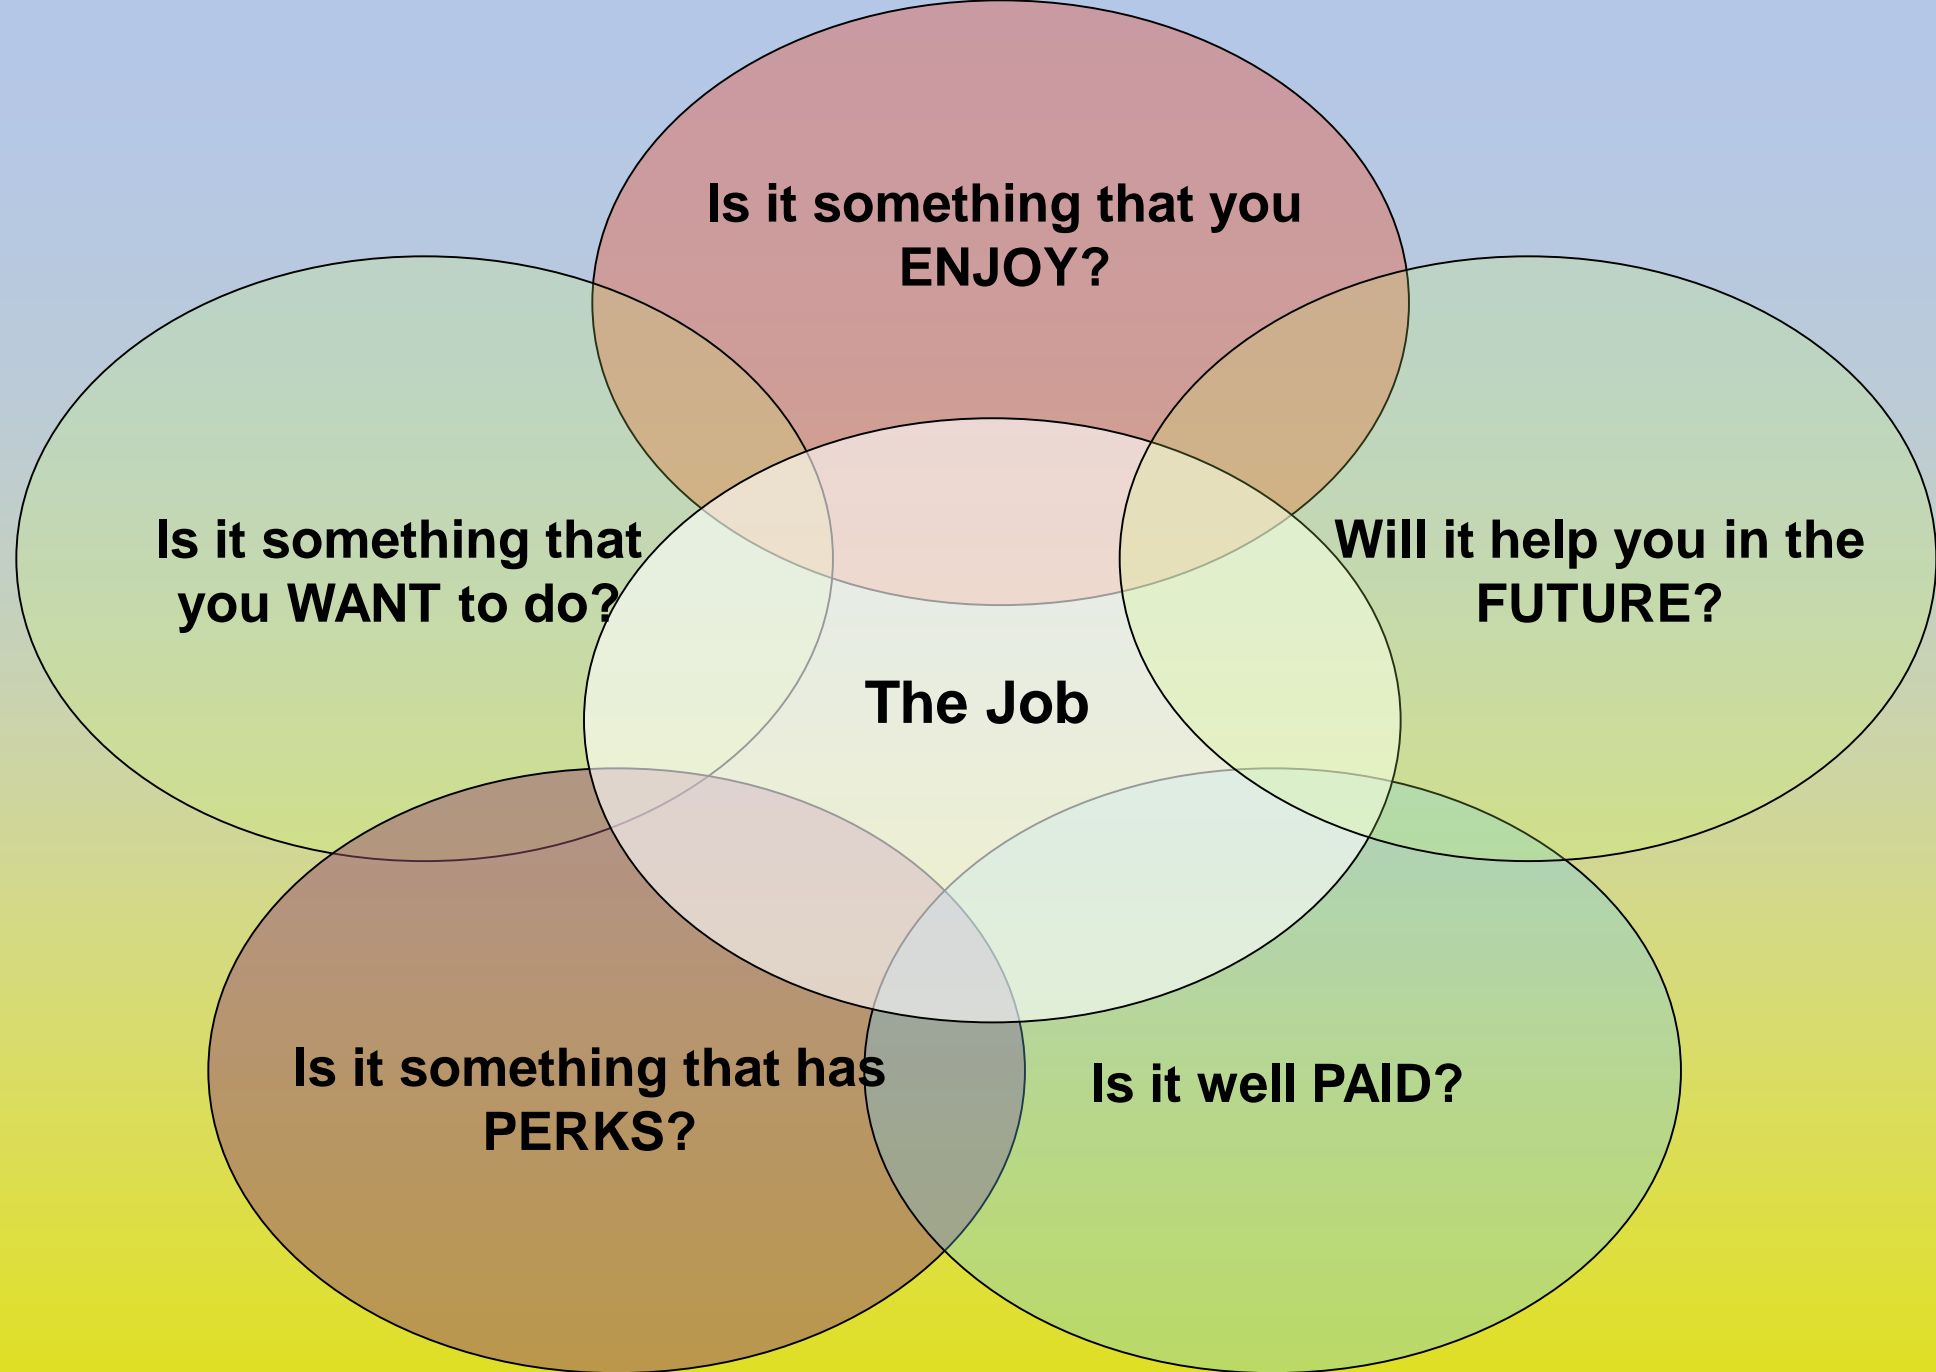 Is it something that you
ENJOY?
Is it something that
you WANT to do?
Will it help you in the
FUTURE?
The Job
Is it something that has
PERKS?
Is it well PAID?